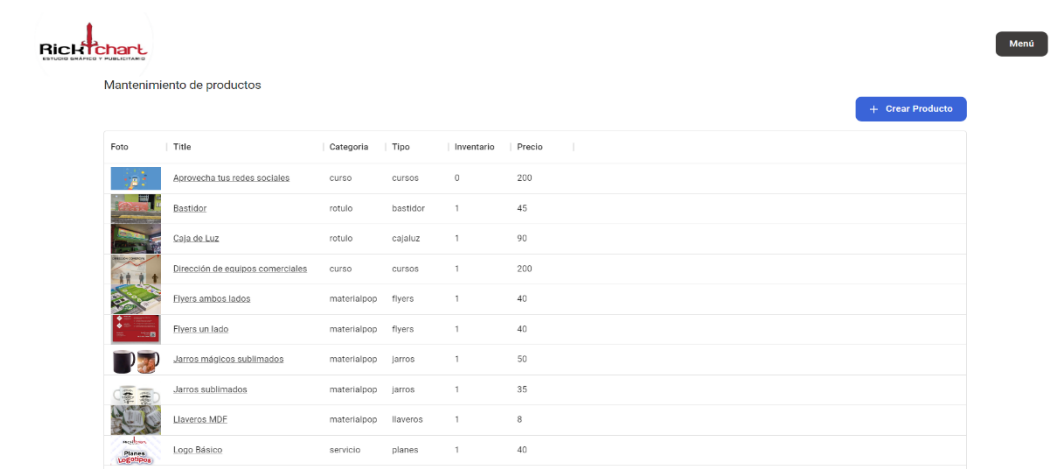 Rick chart
ESTUDIO GRÁFICO Y PUBLICITARIO
Menú
Mantenimiento de productos
+ Crear Producto
Foto Title Categoria Tipo Inventario Precio
Aprovecha tus redes sociales curso cursos 0 200
Bastidor rotulo bastidor 1 45
Caja de Luz rotulo cajaluz 1 90
Dirección de equipos comerciales curso cursos 1 200
Flyers ambos lados materialpop flyers 1 40
Flyers un lado materialpop flyers 1 40
Jarros mágicos sublimados materialpop jarros 1 50
Jarros sublimados materialpop jarros 1 35
Llaveros MDF materialpop llaveros 1 8
Logo Básico servicio planes 1 40
Planes
Logotipos